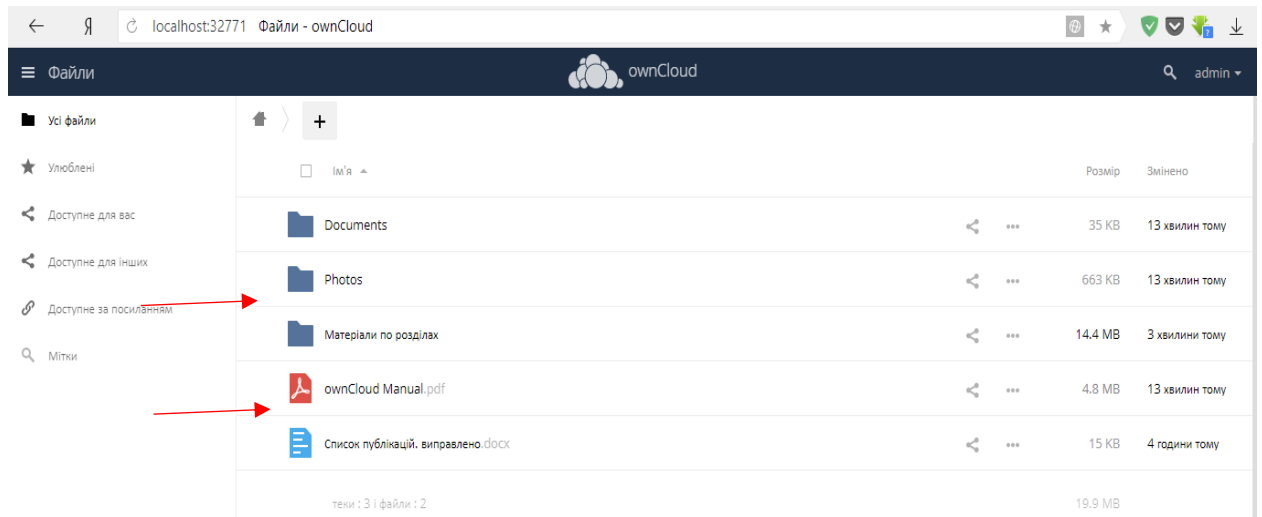 Я localhost:32771 Файли - ownCloud
Файли ownCloud admin
Усі файли
Улюблені
Доступне для вас
Доступне для інших
Доступне за посиланням
Мітки
+
Ім'я Розмір Змінено
Documents 35 KB 13 хвилин тому
Photos 663 KB 13 хвилин тому
Матеріали по розділах 14.4 MB 3 хвилини тому
ownCloud Manual.pdf 4.8 MB 13 хвилин тому
Список публікацій. виправлено.docx 15 KB 4 години тому
теки : 3 і файли : 2 19.9 MB